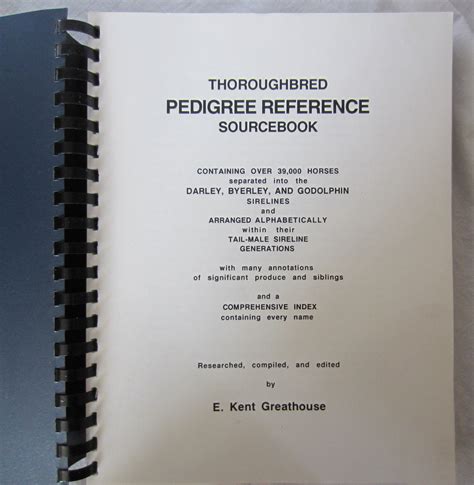 THOROUGHBRED
PEDIGREE REFERENCE
SOURCEBOOK
CONTAINING OVER 39,000 HORSES
separated into the
DARLEY, BYERLEY, AND GODOLPHIN
SIRELINES
and
ARRANGED ALPHABETICALLY
within their
TAIL-MALE SIRELINE
GENERATIONS
with many annotations
of significant produce and siblings
and a
COMPREHENSIVE INDEX
containing every name
Researched, compiled, and edited
by
E. Kent Greathouse